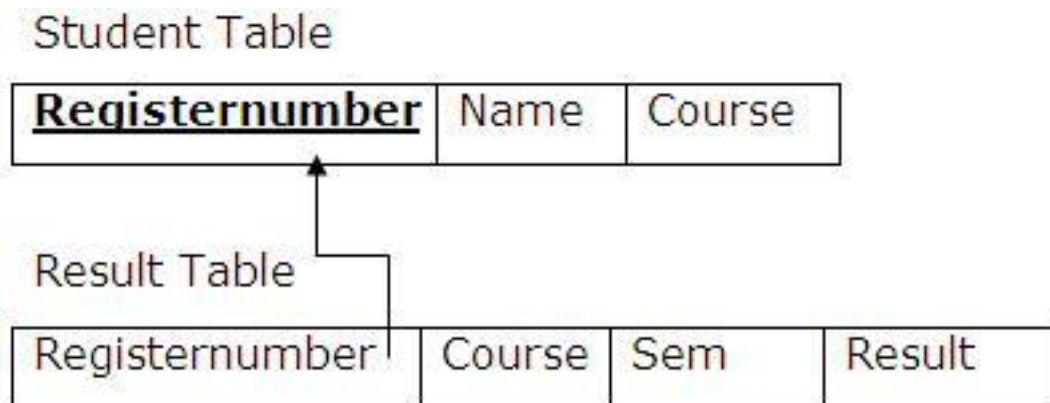 Student Table
Registernumber Name Course
Result Table
Registernumber Course Sem Result